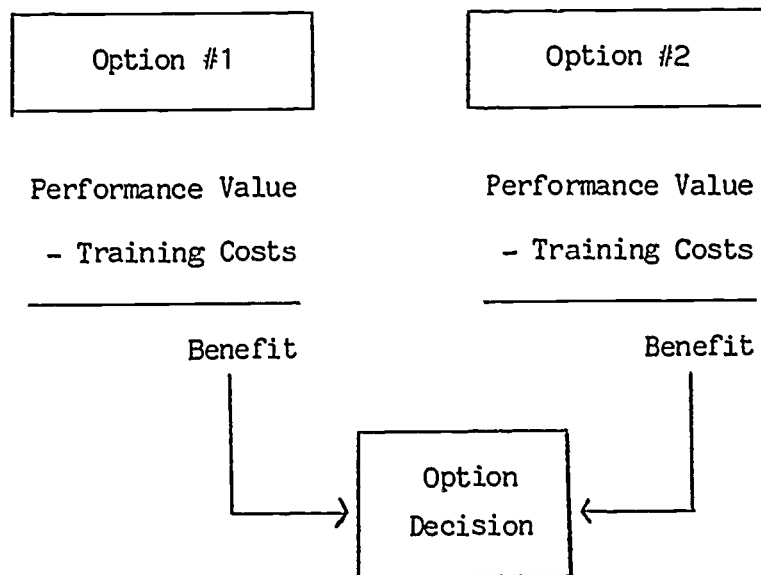 Option #1
Performance Value
- Training Costs
Benefit
Option #2
Performance Value
- Training Costs
Benefit
Option
Decision